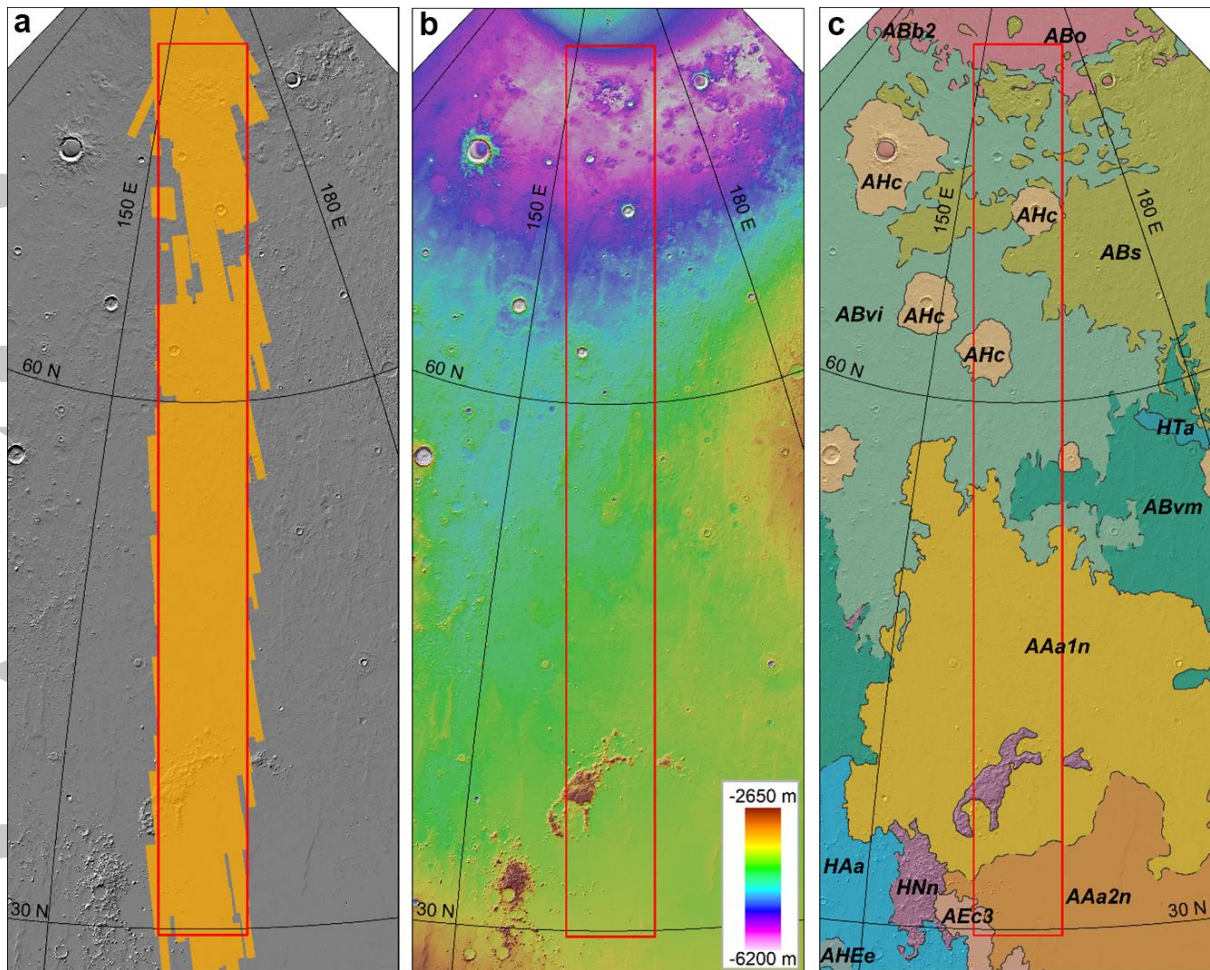 a
150 E
180 E
60 N
30 N
b
150 E
180 E
60 N
30 N
-2650 m
-6200 m
c
ABb2
ABo
AHc
150 E
AHc
180 E
ABs
ABvi
AHc
AHc
60 N
HTa
ABvm
AAa1n
HAa
HNn
AEc3
AAa2n
30 N
AHEe